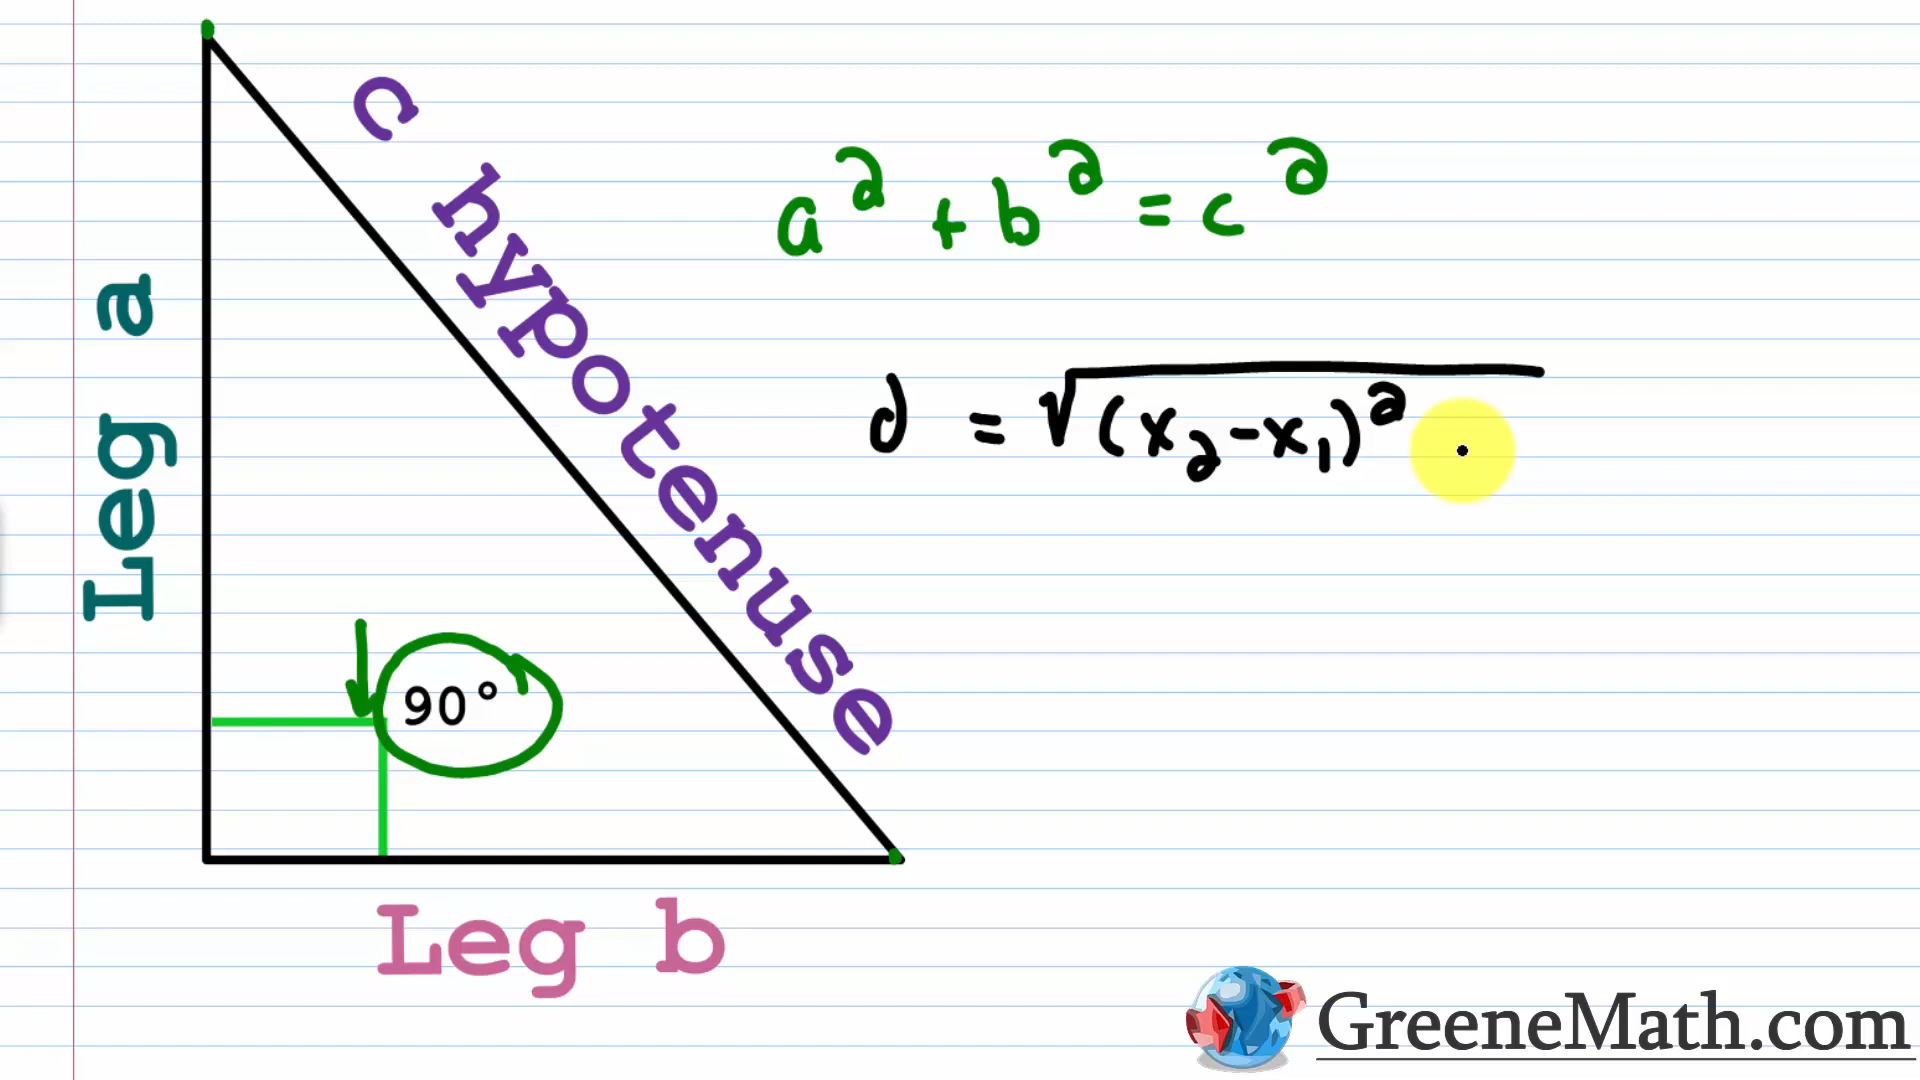 c hypotenuse
a² + b² = c²
Leg a
d = √(x₂-x₁)²
90°
Leg b
GreeneMath.com